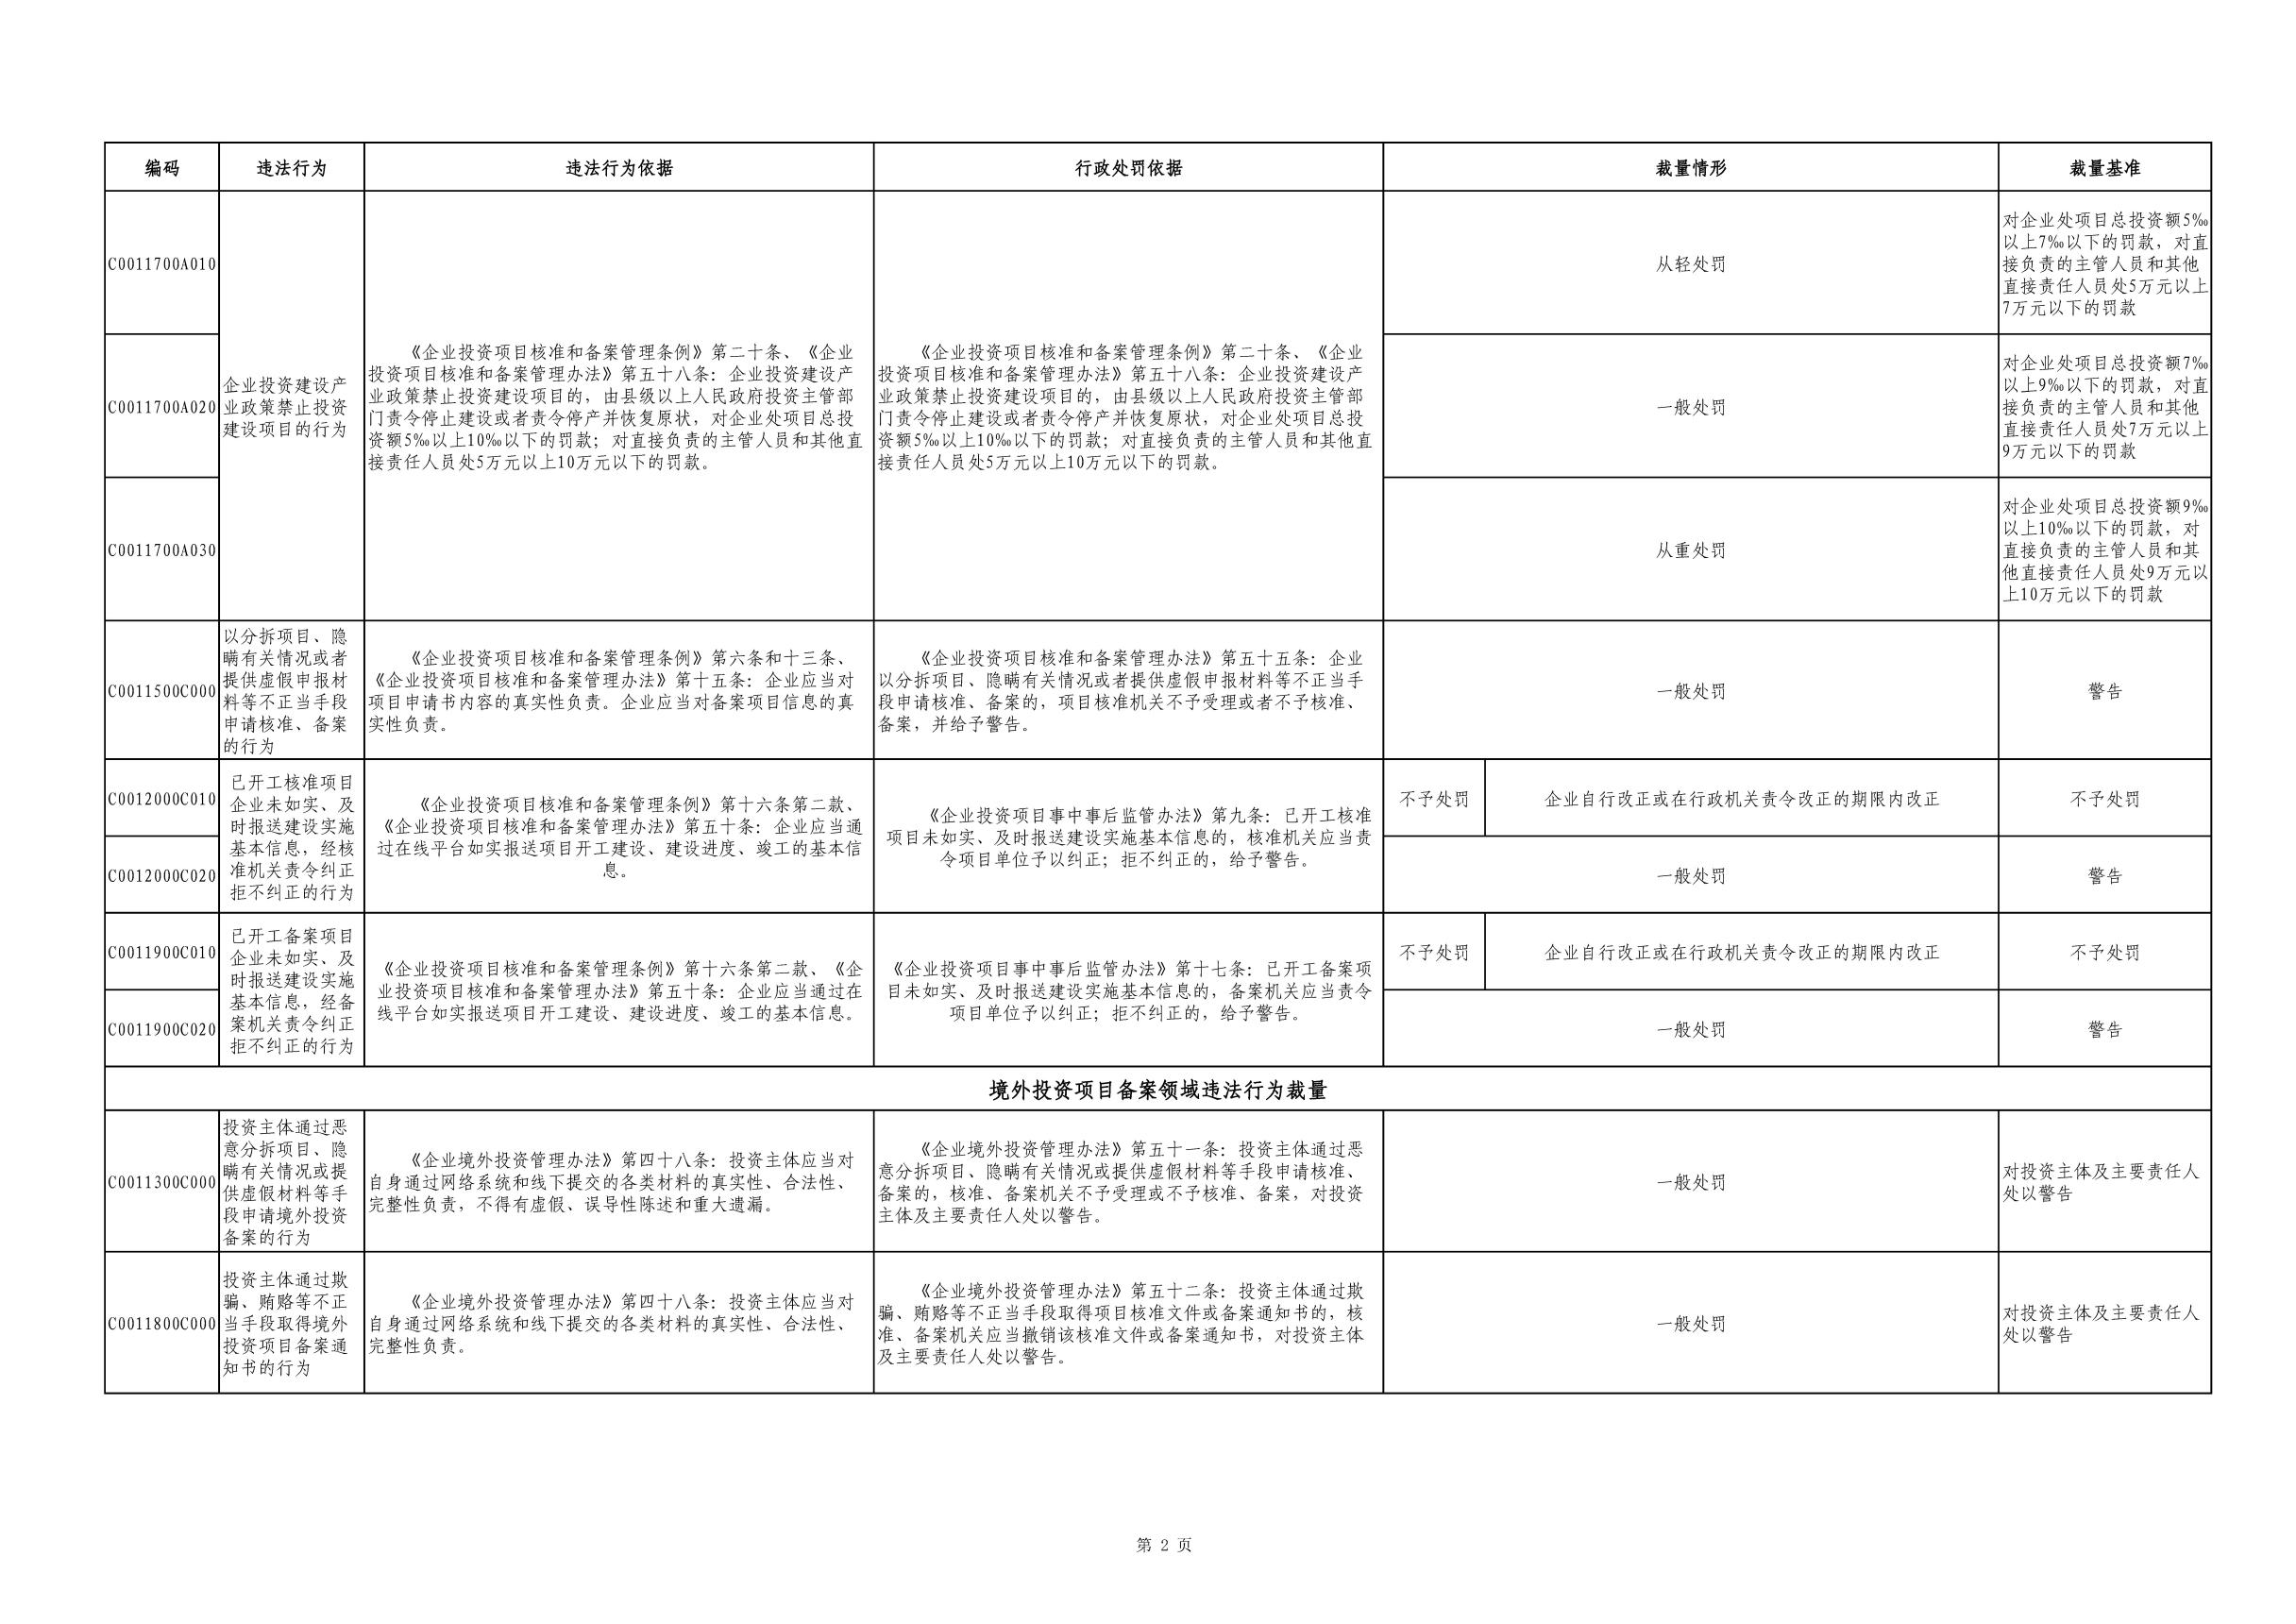 编码
违法行为
违法行为依据
行政处罚依据
裁量情形
裁量基准
C0011700A010
C0011700A020
C0011700A030
企业投资建设产
业政策禁止投资
建设项目的行为
《企业投资项目核准和备案管理条例》第二十条、《企业
投资项目核准和备案管理办法》第五十八条：企业投资建设产
业政策禁止投资建设项目的，由县级以上人民政府投资主管部
门责令停止建设或者责令停产并恢复原状，对企业处项目总投
资额5‰以上10‰以下的罚款；对直接负责的主管人员和其他直
接责任人员处5万元以上10万元以下的罚款。
《企业投资项目核准和备案管理条例》第二十条、《企业
投资项目核准和备案管理办法》第五十八条：企业投资建设产
业政策禁止投资建设项目的，由县级以上人民政府投资主管部
门责令停止建设或者责令停产并恢复原状，对企业处项目总投
资额5‰以上10‰以下的罚款；对直接负责的主管人员和其他直
接责任人员处5万元以上10万元以下的罚款。
从轻处罚
对企业处项目总投资额5‰
以上7‰以下的罚款，对直
接负责的主管人员和其他
直接责任人员处5万元以上
7万元以下的罚款
一般处罚
对企业处项目总投资额7‰
以上9‰以下的罚款，对直
接负责的主管人员和其他
直接责任人员处7万元以上
9万元以下的罚款
从重处罚
对企业处项目总投资额9‰
以上10‰以下的罚款，对
直接负责的主管人员和其
他直接责任人员处9万元以
上10万元以下的罚款
C0011500C000
以分拆项目、隐
瞒有关情况或者
提供虚假申报材
料等不正当手段
申请核准、备案
的行为
《企业投资项目核准和备案管理条例》第六条和十三条、
《企业投资项目核准和备案管理办法》第十五条：企业应当对
项目申请书内容的真实性负责。企业应当对备案项目信息的真
实性负责。
《企业投资项目核准和备案管理办法》第五十五条：企业
以分拆项目、隐瞒有关情况或者提供虚假申报材料等不正当手
段申请核准、备案的，项目核准机关不予受理或者不予核准、
备案，并给予警告。
一般处罚
警告
C0012000C010
C0012000C020
已开工核准项目
企业未如实、及
时报送建设实施
基本信息，经核
准机关责令纠正
拒不纠正的行为
《企业投资项目核准和备案管理条例》第十六条第二款、
《企业投资项目核准和备案管理办法》第五十条：企业应当通
过在线平台如实报送项目开工建设、建设进度、竣工的基本信
息。
《企业投资项目事中事后监管办法》第九条：已开工核准
项目未如实、及时报送建设实施基本信息的，核准机关应当责
令项目单位予以纠正；拒不纠正的，给予警告。
不予处罚
企业自行改正或在行政机关责令改正的期限内改正
不予处罚
一般处罚
警告
C0011900C010
C0011900C020
已开工备案项目
企业未如实、及
时报送建设实施
基本信息，经备
案机关责令纠正
拒不纠正的行为
《企业投资项目核准和备案管理条例》第十六条第二款、《企
业投资项目核准和备案管理办法》第五十条：企业应当通过在
线平台如实报送项目开工建设、建设进度、竣工的基本信息。
《企业投资项目事中事后监管办法》第十七条：已开工备案项
目未如实、及时报送建设实施基本信息的，备案机关应当责令
项目单位予以纠正；拒不纠正的，给予警告。
不予处罚
企业自行改正或在行政机关责令改正的期限内改正
不予处罚
一般处罚
警告
境外投资项目备案领域违法行为裁量
C0011300C000
投资主体通过恶
意分拆项目、隐
瞒有关情况或提
供虚假材料等手
段申请境外投资
备案的行为
《企业境外投资管理办法》第四十八条：投资主体应当对
自身通过网络系统和线下提交的各类材料的真实性、合法性、
完整性负责，不得有虚假、误导性陈述和重大遗漏。
《企业境外投资管理办法》第五十一条：投资主体通过恶
意分拆项目、隐瞒有关情况或提供虚假材料等手段申请核准、
备案的，核准、备案机关不予受理或不予核准、备案，对投资
主体及主要责任人处以警告。
一般处罚
对投资主体及主要责任人
处以警告
C0011800C000
投资主体通过欺
骗、贿赂等不正
当手段取得境外
投资项目备案通
知书的行为
《企业境外投资管理办法》第四十八条：投资主体应当对
自身通过网络系统和线下提交的各类材料的真实性、合法性、
完整性负责。
《企业境外投资管理办法》第五十二条：投资主体通过欺
骗、贿赂等不正当手段取得项目核准文件或备案通知书的，核
准、备案机关应当撤销该核准文件或备案通知书，对投资主体
及主要责任人处以警告。
一般处罚
对投资主体及主要责任人
处以警告
第 2 页